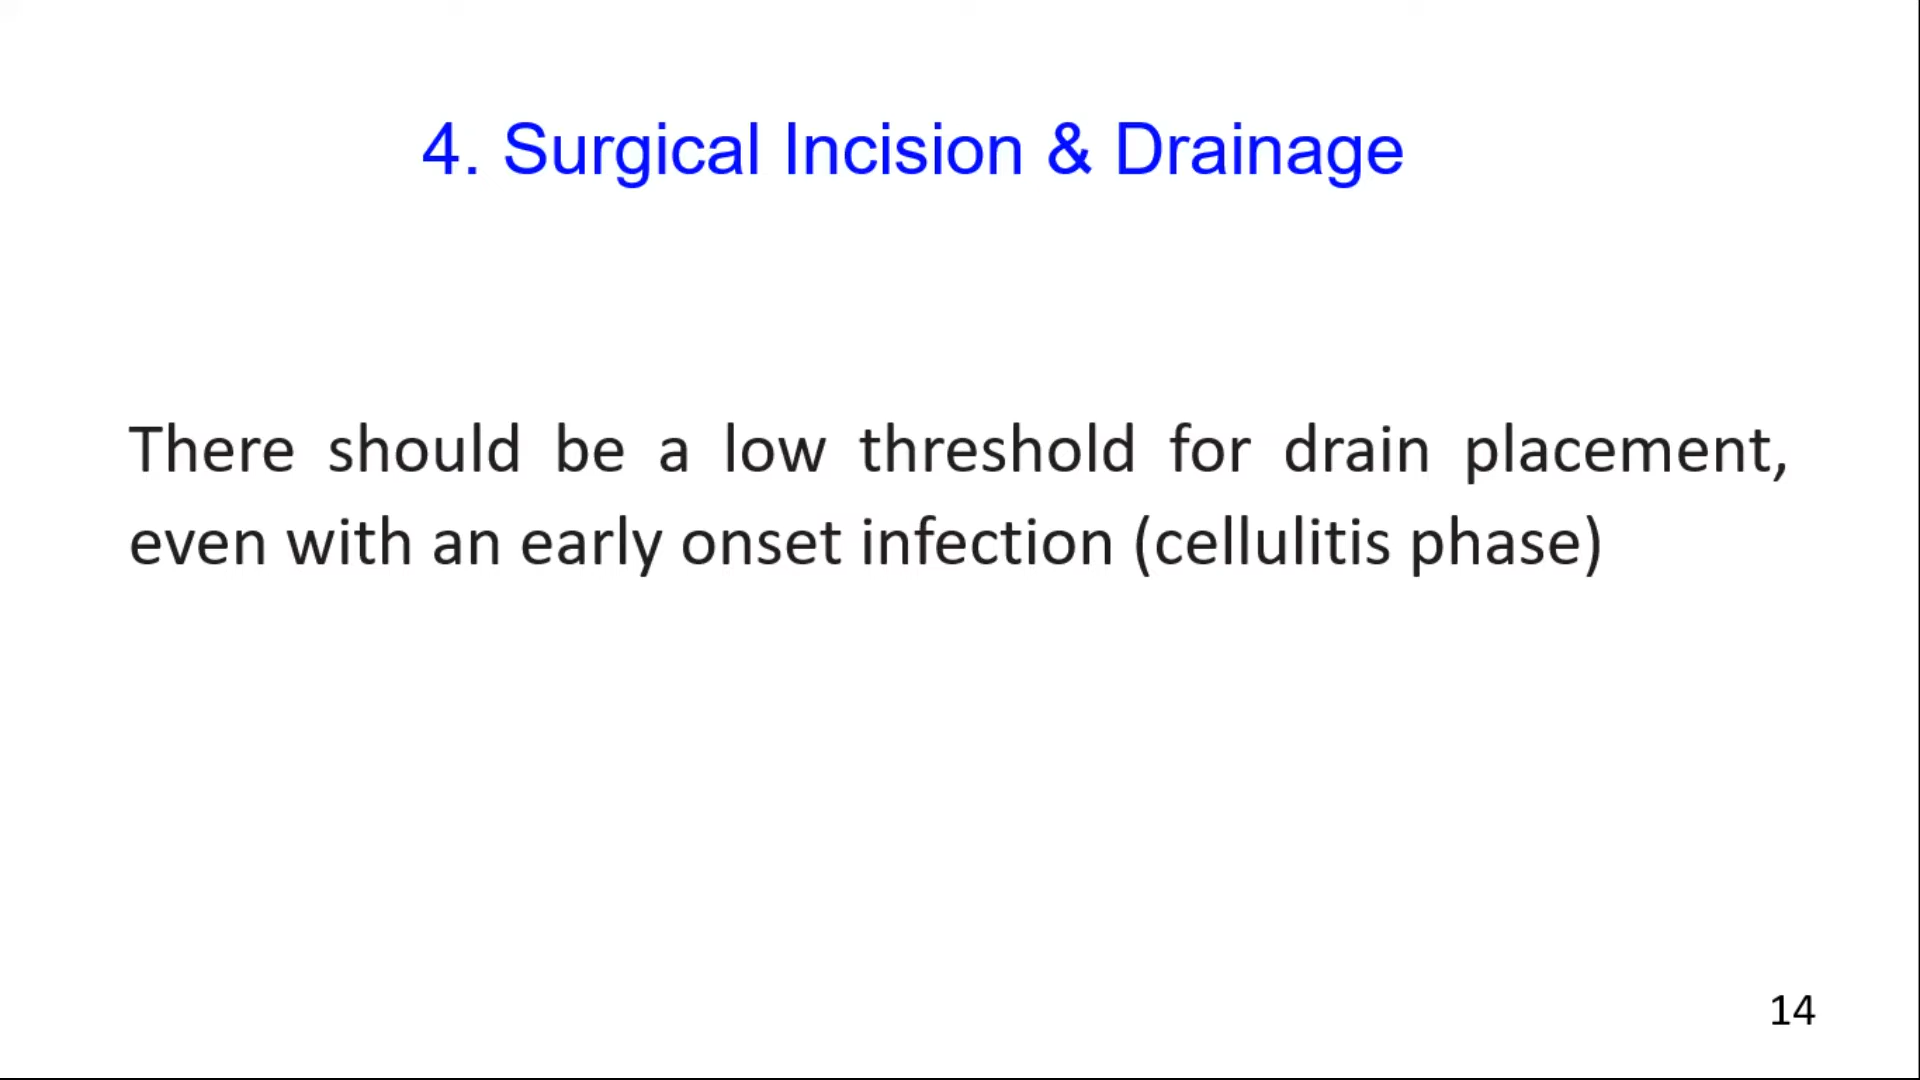 4. Surgical Incision & Drainage
There should be a low threshold for drain placement,
even with an early onset infection (cellulitis phase)
14